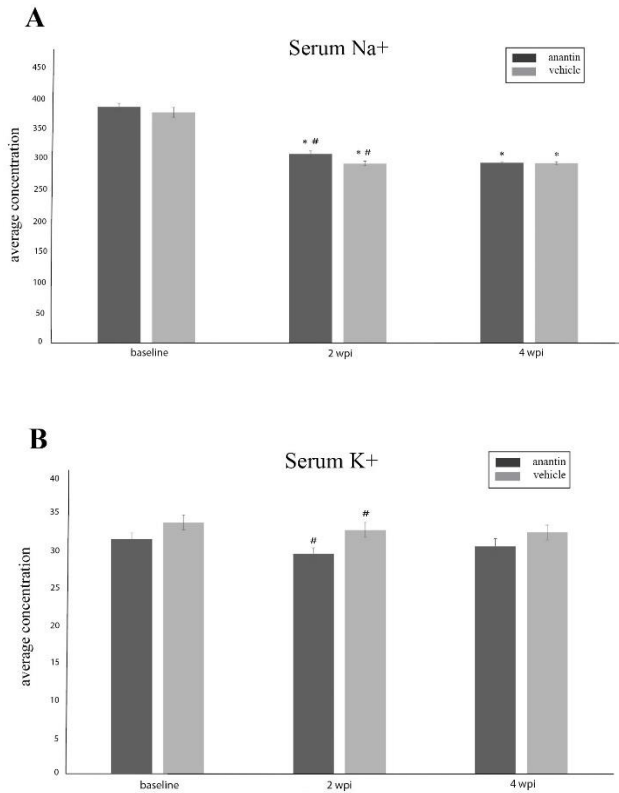 A
Serum Na+
anantin
vehicle
average concentration
450
400
350
300
250
200
150
100
50
0
* #
* #
*
*
baseline
2 wpi
4 wpi
B
Serum K+
anantin
vehicle
average concentration
40
35
30
25
20
15
10
5
0
#
#
baseline
2 wpi
4 wpi